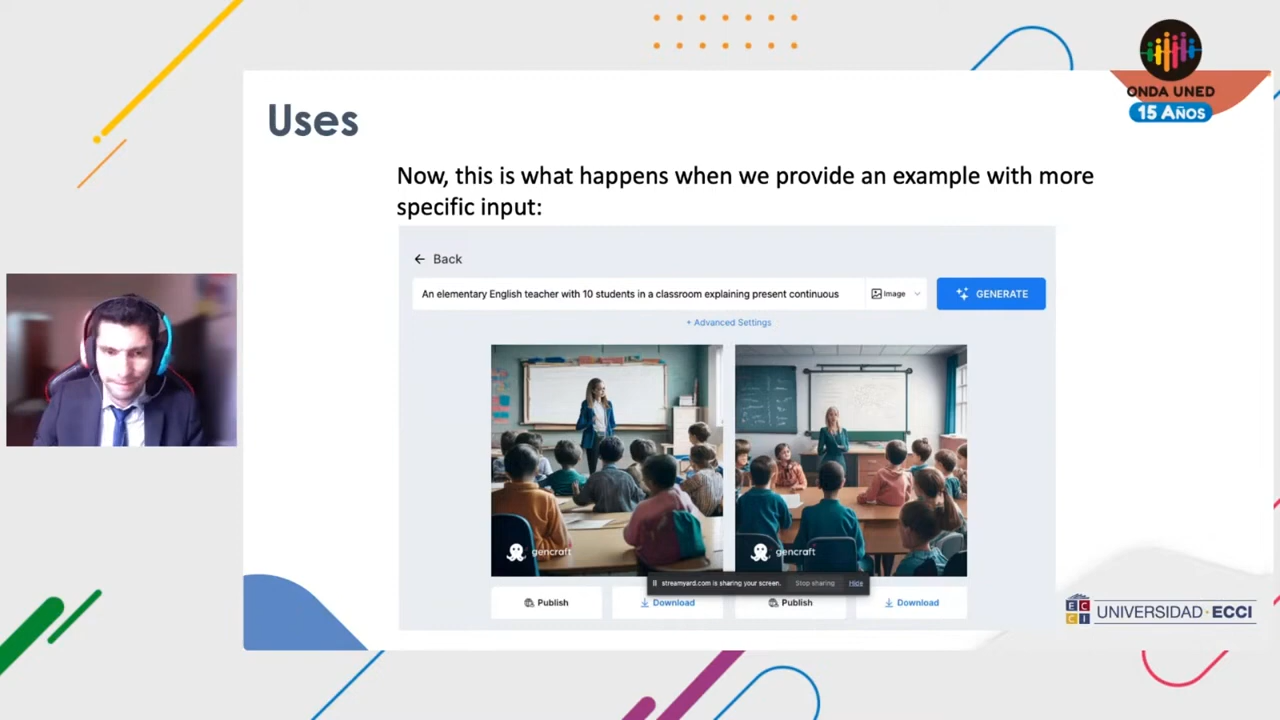 ONDA UNED
15 AÑOS
Uses
Now, this is what happens when we provide an example with more
specific input:
← Back
An elementary English teacher with 10 students in a classroom explaining present continuous
Image
GENERATE
+ Advanced Settings
gencraft
gencraft
streamyard.com is sharing your screen.
Stop sharing
Hide
Publish
Download
Publish
Download
ECCI
UNIVERSIDAD · ECCI